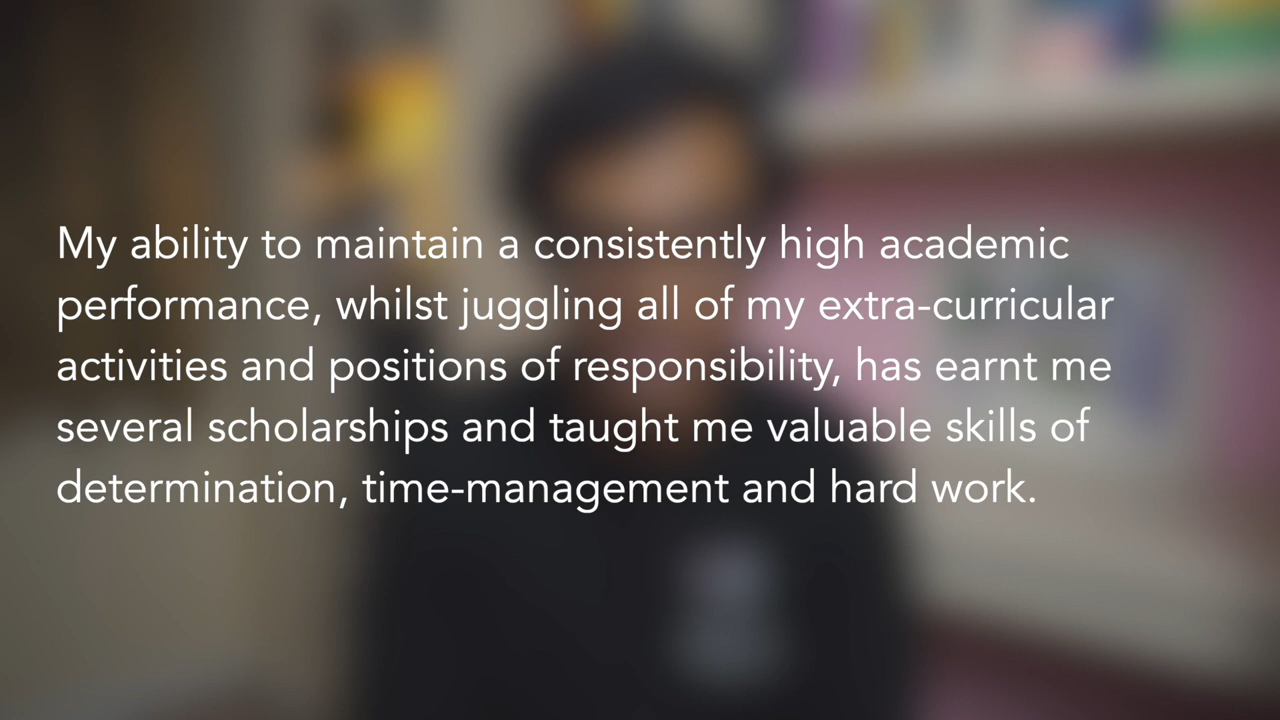 My ability to maintain a consistently high academic
performance, whilst juggling all of my extra-curricular
activities and positions of responsibility, has earnt me
several scholarships and taught me valuable skills of
determination, time-management and hard work.